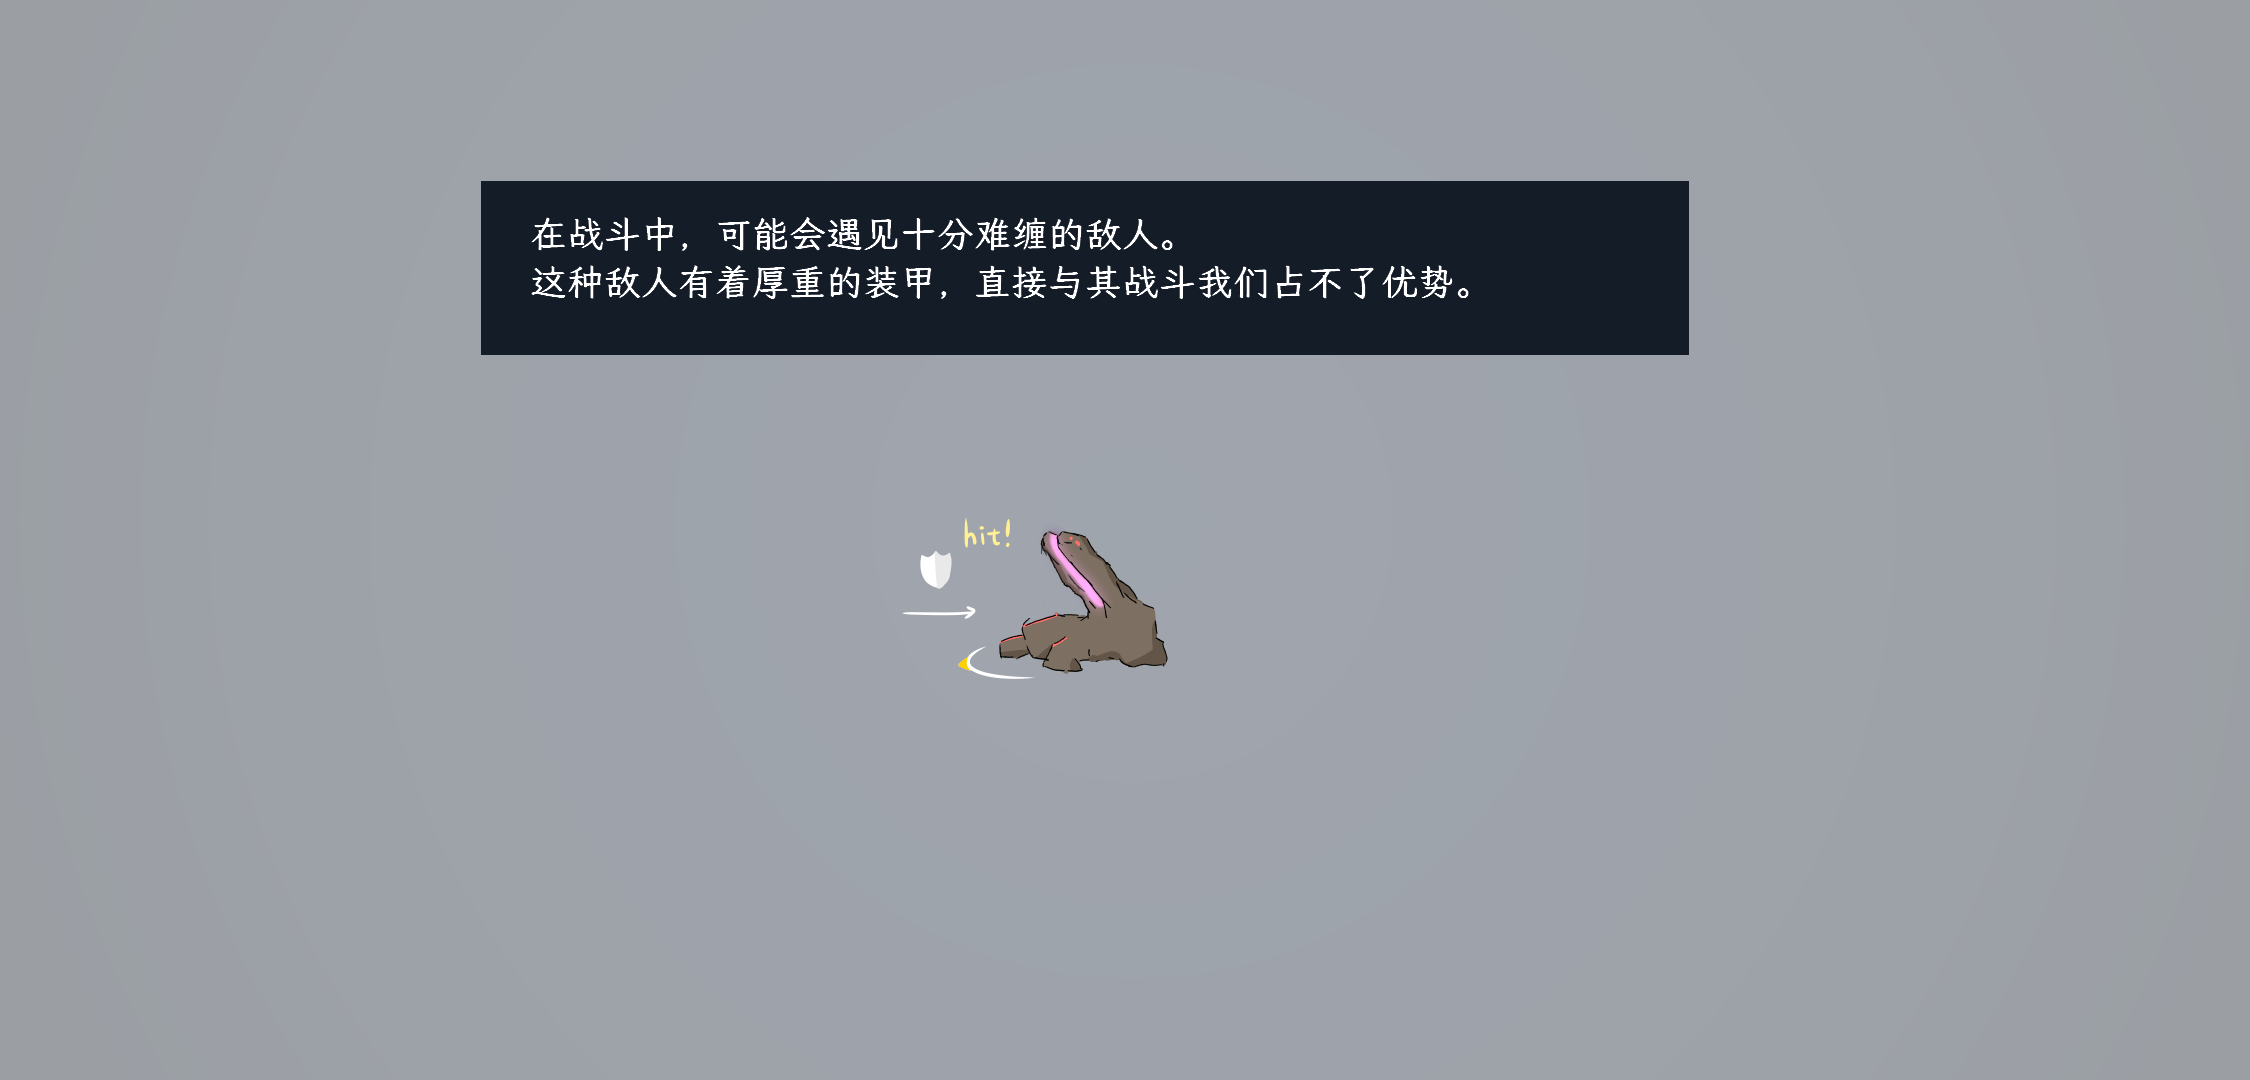 在战斗中，可能会遇见十分难缠的敌人。
这种敌人有着厚重的装甲，直接与其战斗我们占不了优势。
hit!